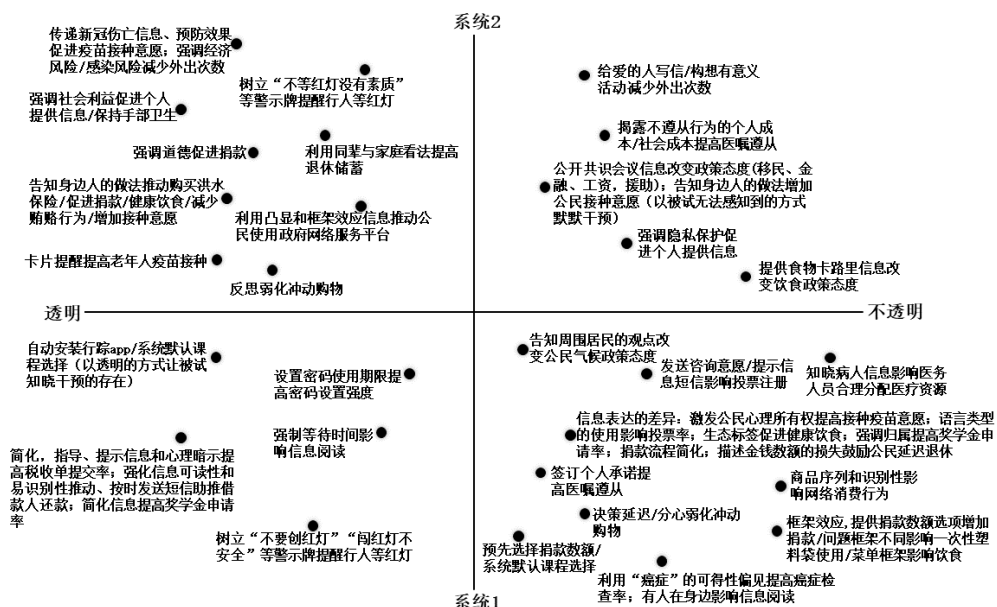 系统2
传递新冠伤亡信息、预防效果
促进疫苗接种意愿；强调经济
风险/感染风险减少外出次数
树立“不等红灯没有素质”
等警示牌提醒行人等红灯
强调社会利益促进个人
提供信息/保持手部卫生
强调道德促进捐款
利用同辈与家庭看法提高
退休储蓄
告知身边人的做法推动购买洪水
保险/促进捐款/健康饮食/减少
贿赂行为/增加接种意愿
利用凸显和框架效应信息推动公
民使用政府网络服务平台
卡片提醒提高老年人疫苗接种
反思弱化冲动购物
给爱的人写信/构想有意义
活动减少外出次数
揭露不遵从行为的个人成
本/社会成本提高医嘱遵从
公开共识会议信息改变政策态度(移民、金
融、工资，援助)；告知身边人的做法增加
公民接种意愿（以被试无法感知到的方式
默默干预）
强调隐私保护促
进个人提供信息
提供食物卡路里信息改
变饮食政策态度
透明
不透明
自动安装行踪app/系统默认课
程选择（以透明的方式让被试
知晓干预的存在）
设置密码使用期限提
高密码设置强度
强制等待时间影
响信息阅读
简化，指导、提示信息和心理暗示提
高税收单提交率；强化信息可读性和
易识别性推动、按时发送短信助推借
款人还款；简化信息提高奖学金申请
率
树立“不要创红灯”“闯红灯不
安全”等警示牌提醒行人等红灯
告知周围居民的观点改
变公民气候政策态度
发送咨询意愿/提示信
息短信影响投票注册
知晓病人信息影响医务
人员合理分配医疗资源
信息表达的差异：激发公民心理所有权提高接种疫苗意愿；语言类型
的使用影响投票率；生态标签促进健康饮食；强调归属提高奖学金申
请率；捐款流程简化；描述金钱数额的损失鼓励公民延迟退休
签订个人承诺提
高医嘱遵从
商品序列和识别性影
响网络消费行为
决策延迟/分心弱化冲动
购物
框架效应,提供捐款数额选项增加
捐款/问题框架不同影响一次性塑
料袋使用/菜单框架影响饮食
预先选择捐款数额/
系统默认课程选择
利用“癌症”的可得性偏见提高癌症检
查率；有人在身边影响信息阅读
系统1